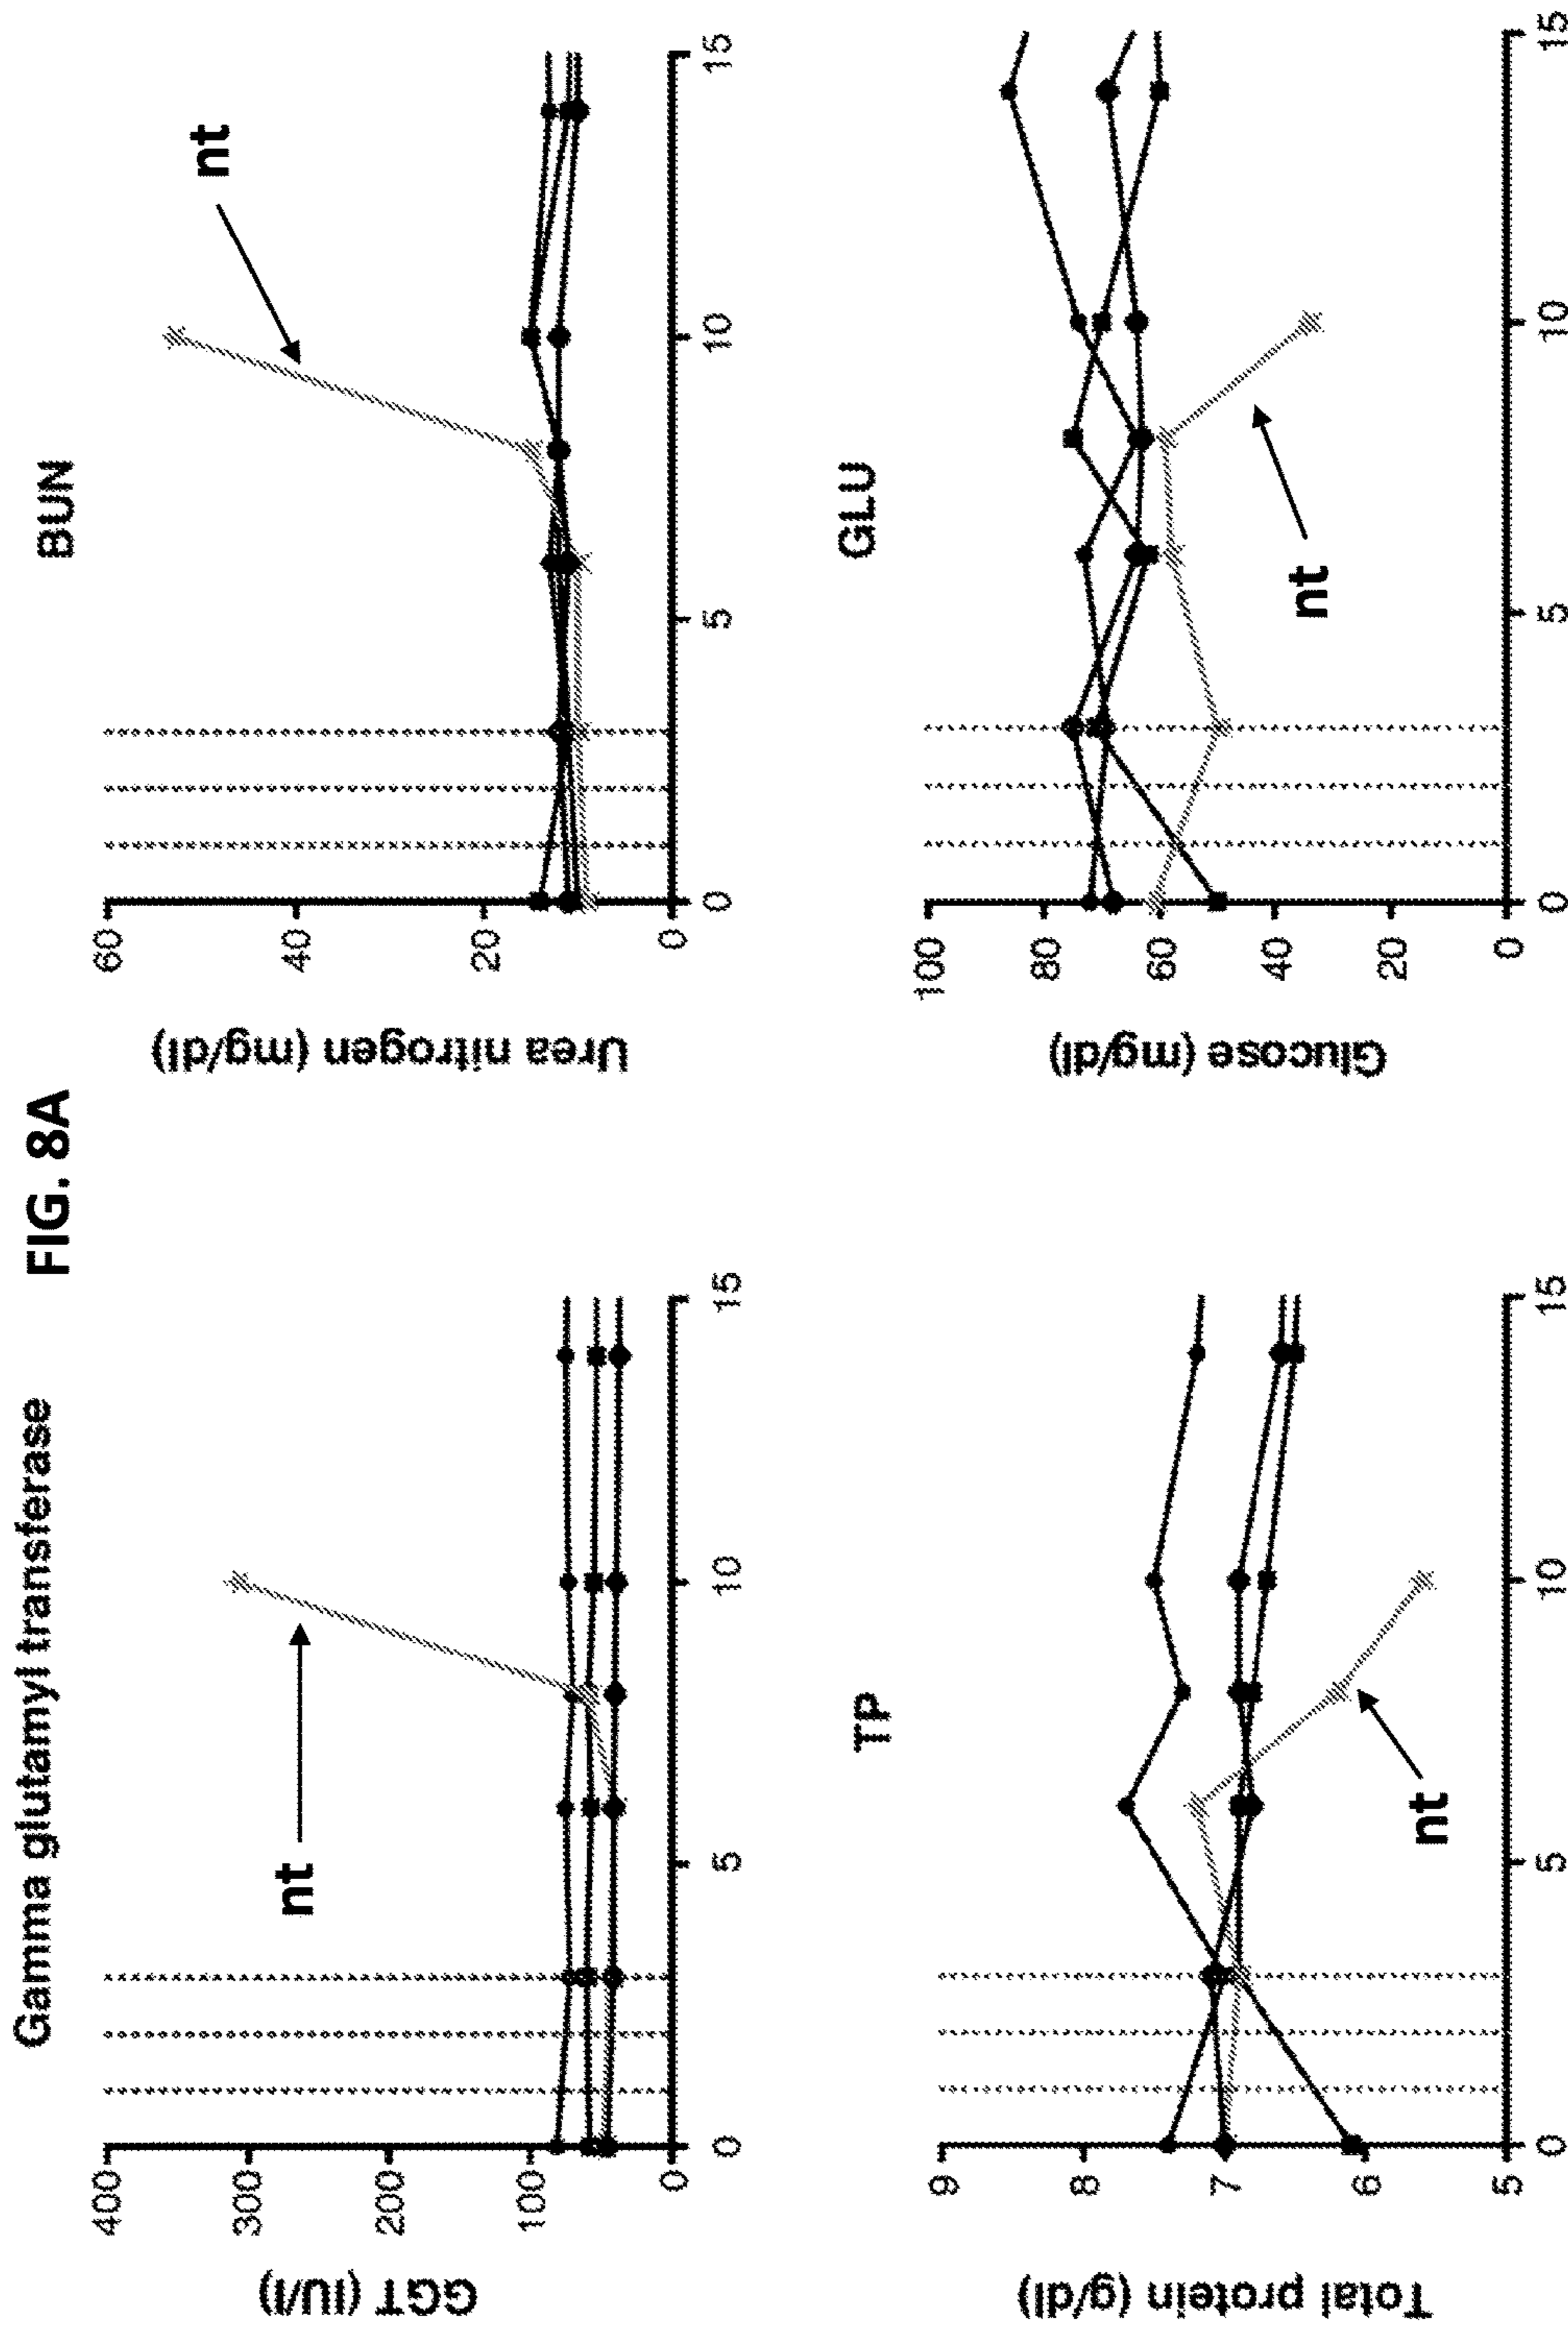 FIG. 8A
Gamma glutamyl transferase
GGT (IU/l)
400
300
200
100
0
0
5
10
15
nt
BUN
Urea nitrogen (mg/dl)
60
40
20
0
0
5
10
15
nt
TP
Total protein (g/dl)
9
8
7
6
5
0
5
10
15
nt
GLU
Glucose (mg/dl)
100
80
60
40
20
0
0
5
10
15
nt